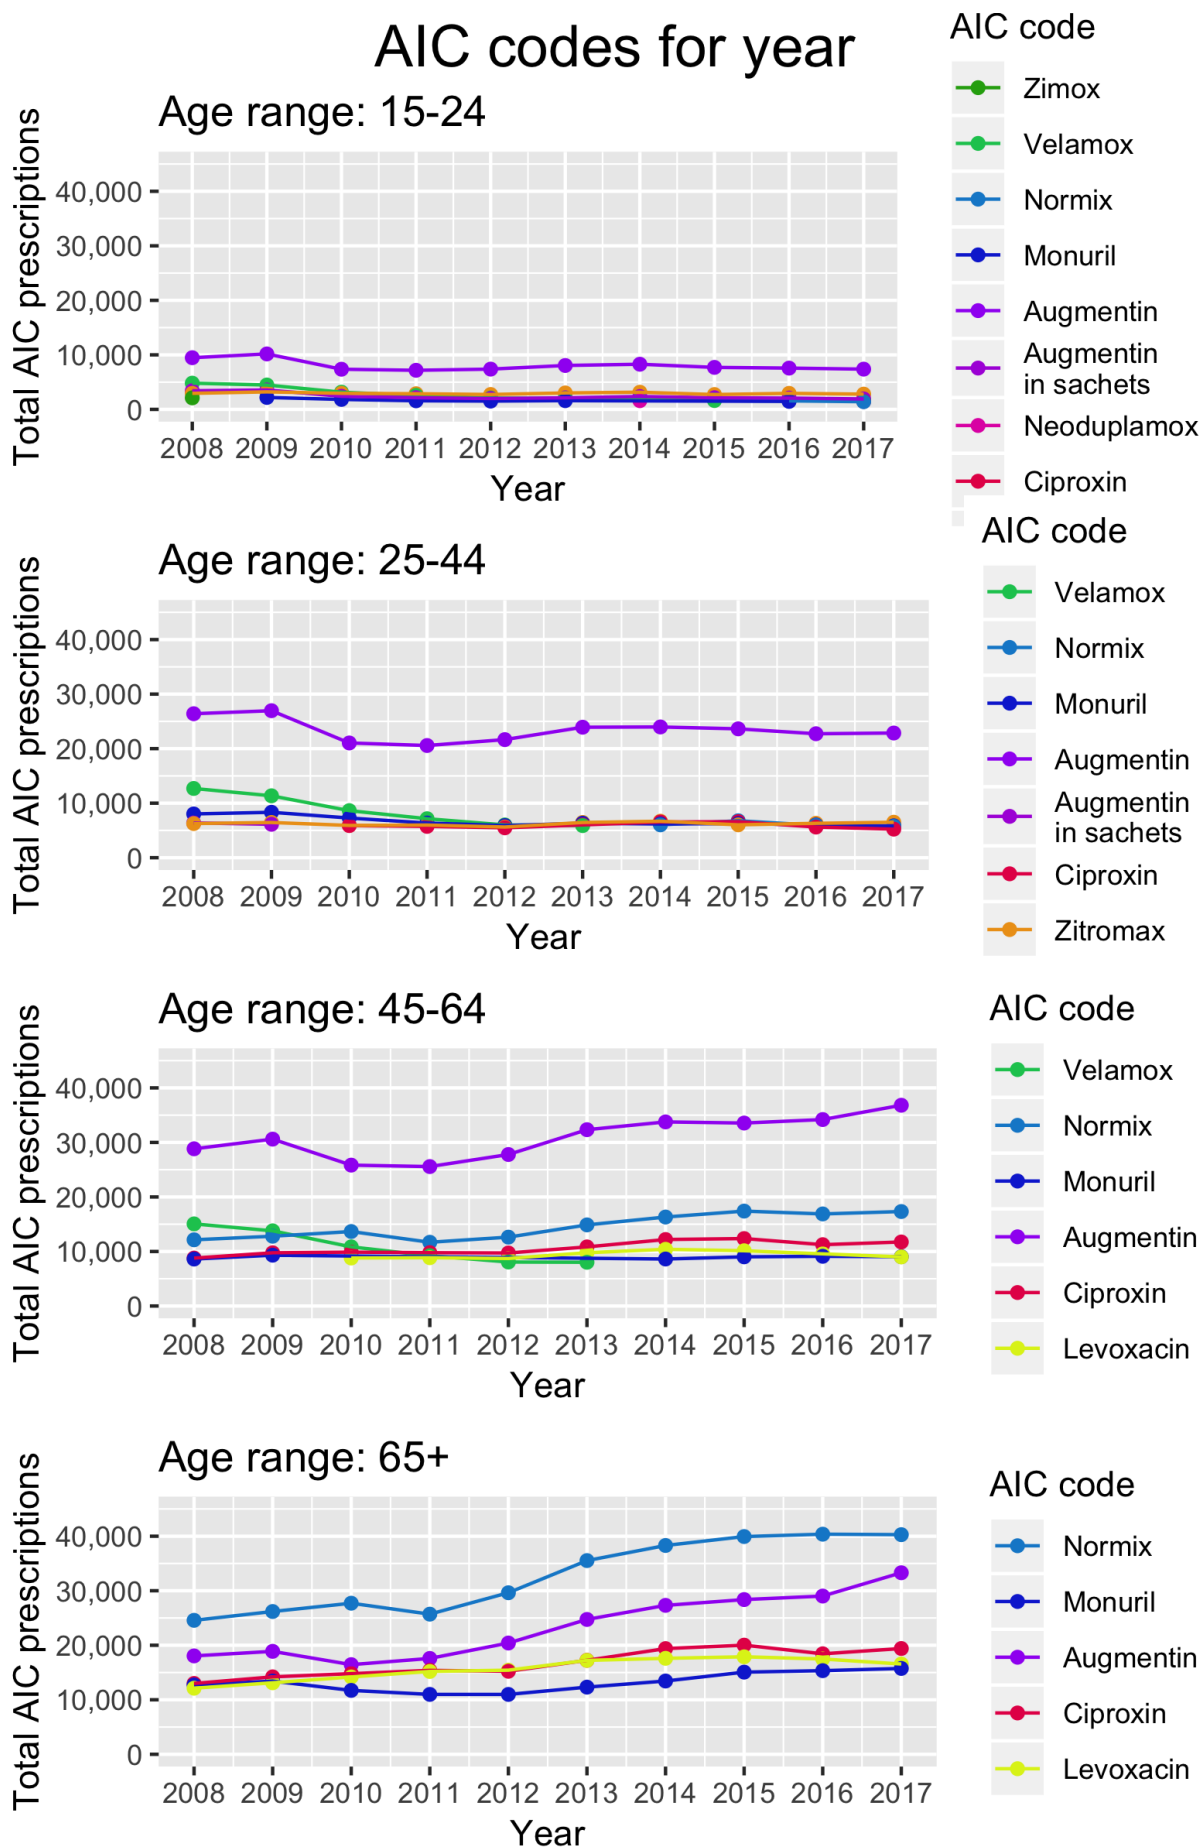 AIC codes for year
Age range: 15-24
Total AIC prescriptions
40,000
30,000
20,000
10,000
0
2008 2009 2010 2011 2012 2013 2014 2015 2016 2017
Year
AIC code
Zimox
Velamox
Normix
Monuril
Augmentin
Augmentin
in sachets
Neoduplamox
Ciproxin
Age range: 25-44
Total AIC prescriptions
40,000
30,000
20,000
10,000
0
2008 2009 2010 2011 2012 2013 2014 2015 2016 2017
Year
AIC code
Velamox
Normix
Monuril
Augmentin
Augmentin
in sachets
Ciproxin
Zitromax
Age range: 45-64
Total AIC prescriptions
40,000
30,000
20,000
10,000
0
2008 2009 2010 2011 2012 2013 2014 2015 2016 2017
Year
AIC code
Velamox
Normix
Monuril
Augmentin
Ciproxin
Levoxacin
Age range: 65+
Total AIC prescriptions
40,000
30,000
20,000
10,000
0
2008 2009 2010 2011 2012 2013 2014 2015 2016 2017
Year
AIC code
Normix
Monuril
Augmentin
Ciproxin
Levoxacin